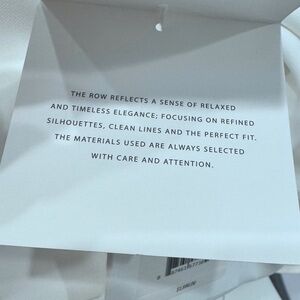 THE ROW REFLECTS A SENSE OF RELAXED
AND TIMELESS ELEGANCE; FOCUSING ON REFINED
SILHOUETTES, CLEAN LINES AND THE PERFECT FIT.
THE MATERIALS USED ARE ALWAYS SELECTED
WITH CARE AND ATTENTION.